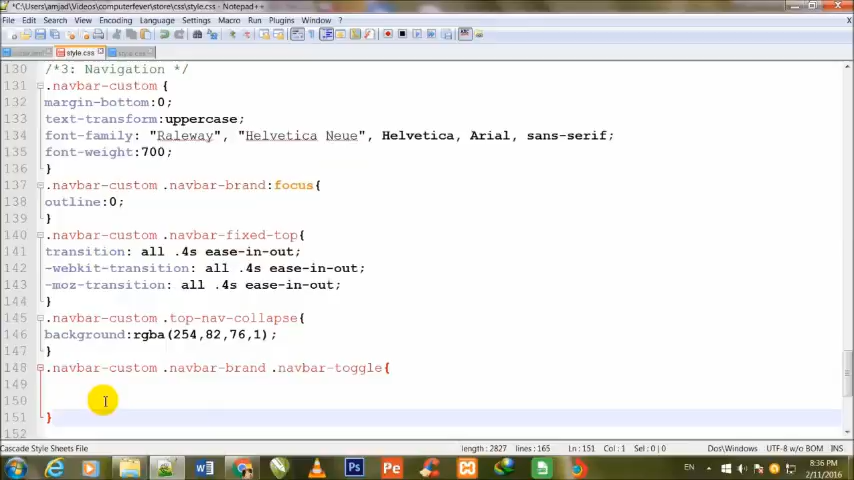 *C:\Users\amjad\Videos\computerfever\store\css\style.css - Notepad++
File Edit Search View Encoding Language Settings Macro Run Plugins Window ?
style.css
130 /*3: Navigation */
131 .navbar-custom {
132 margin-bottom:0;
133 text-transform:uppercase;
134 font-family: "Raleway", "Helvetica Neue", Helvetica, Arial, sans-serif;
135 font-weight:700;
136 }
137 .navbar-custom .navbar-brand:focus{
138 outline:0;
139 }
140 .navbar-custom .navbar-fixed-top{
141 transition: all .4s ease-in-out;
142 -webkit-transition: all .4s ease-in-out;
143 -moz-transition: all .4s ease-in-out;
144 }
145 .navbar-custom .top-nav-collapse{
146 background:rgba(254,82,76,1);
147 }
148 .navbar-custom .navbar-brand .navbar-toggle{
149
150
151 }
152
Cascade Style Sheets File length : 2827 lines : 165 Ln : 151 Col : 1 Sel : 0 | 0 Dos\Windows UTF-8 w/o BOM INS
EN 8:36 PM
2/11/2016